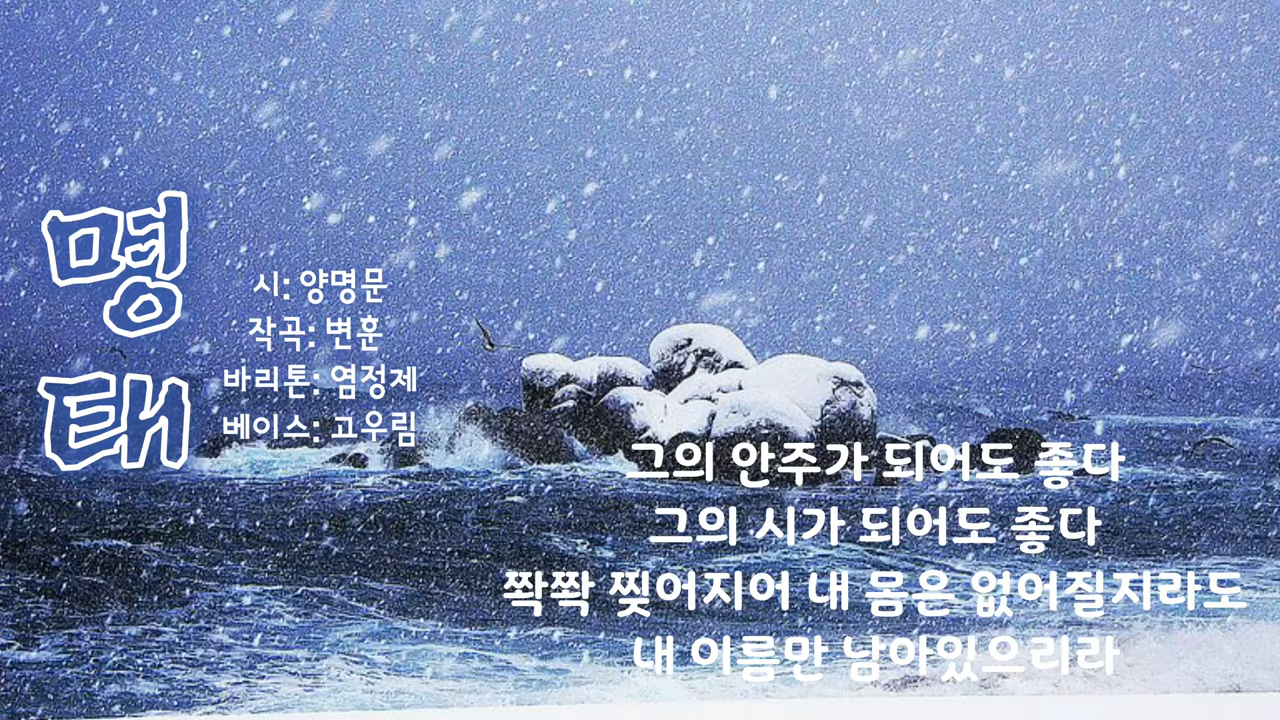 명태
시: 양명문
작곡: 변훈
바리톤: 염정제
베이스: 고우림
그의 안주가 되어도 좋다
그의 시가 되어도 좋다
쫙쫙 찢어지어 내 몸은 없어질지라도
내 이름만 남아있으리라